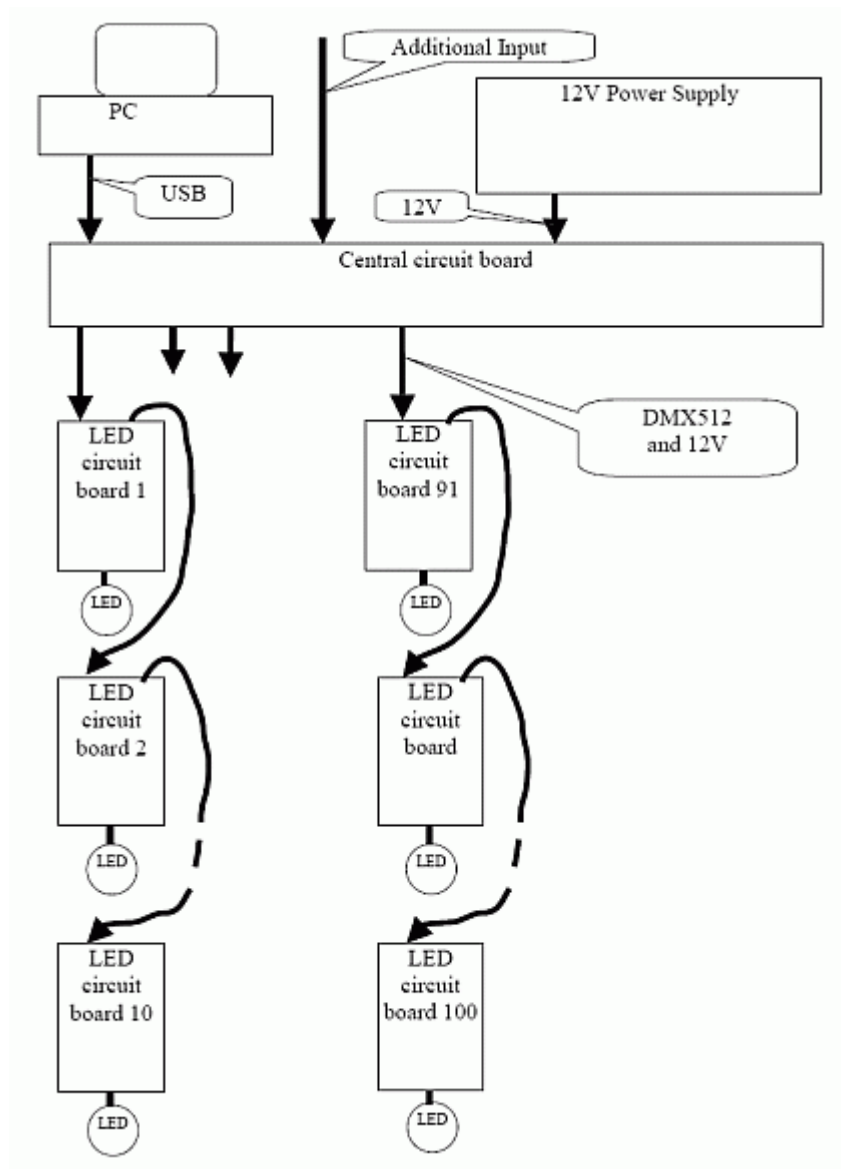 Additional Input
PC
12V Power Supply
USB
12V
Central circuit board
DMX512
and 12V
LED
circuit
board 1
LED
LED
circuit
board 91
LED
LED
circuit
board 2
LED
LED
circuit
board
LED
LED
circuit
board 10
LED
LED
circuit
board 100
LED